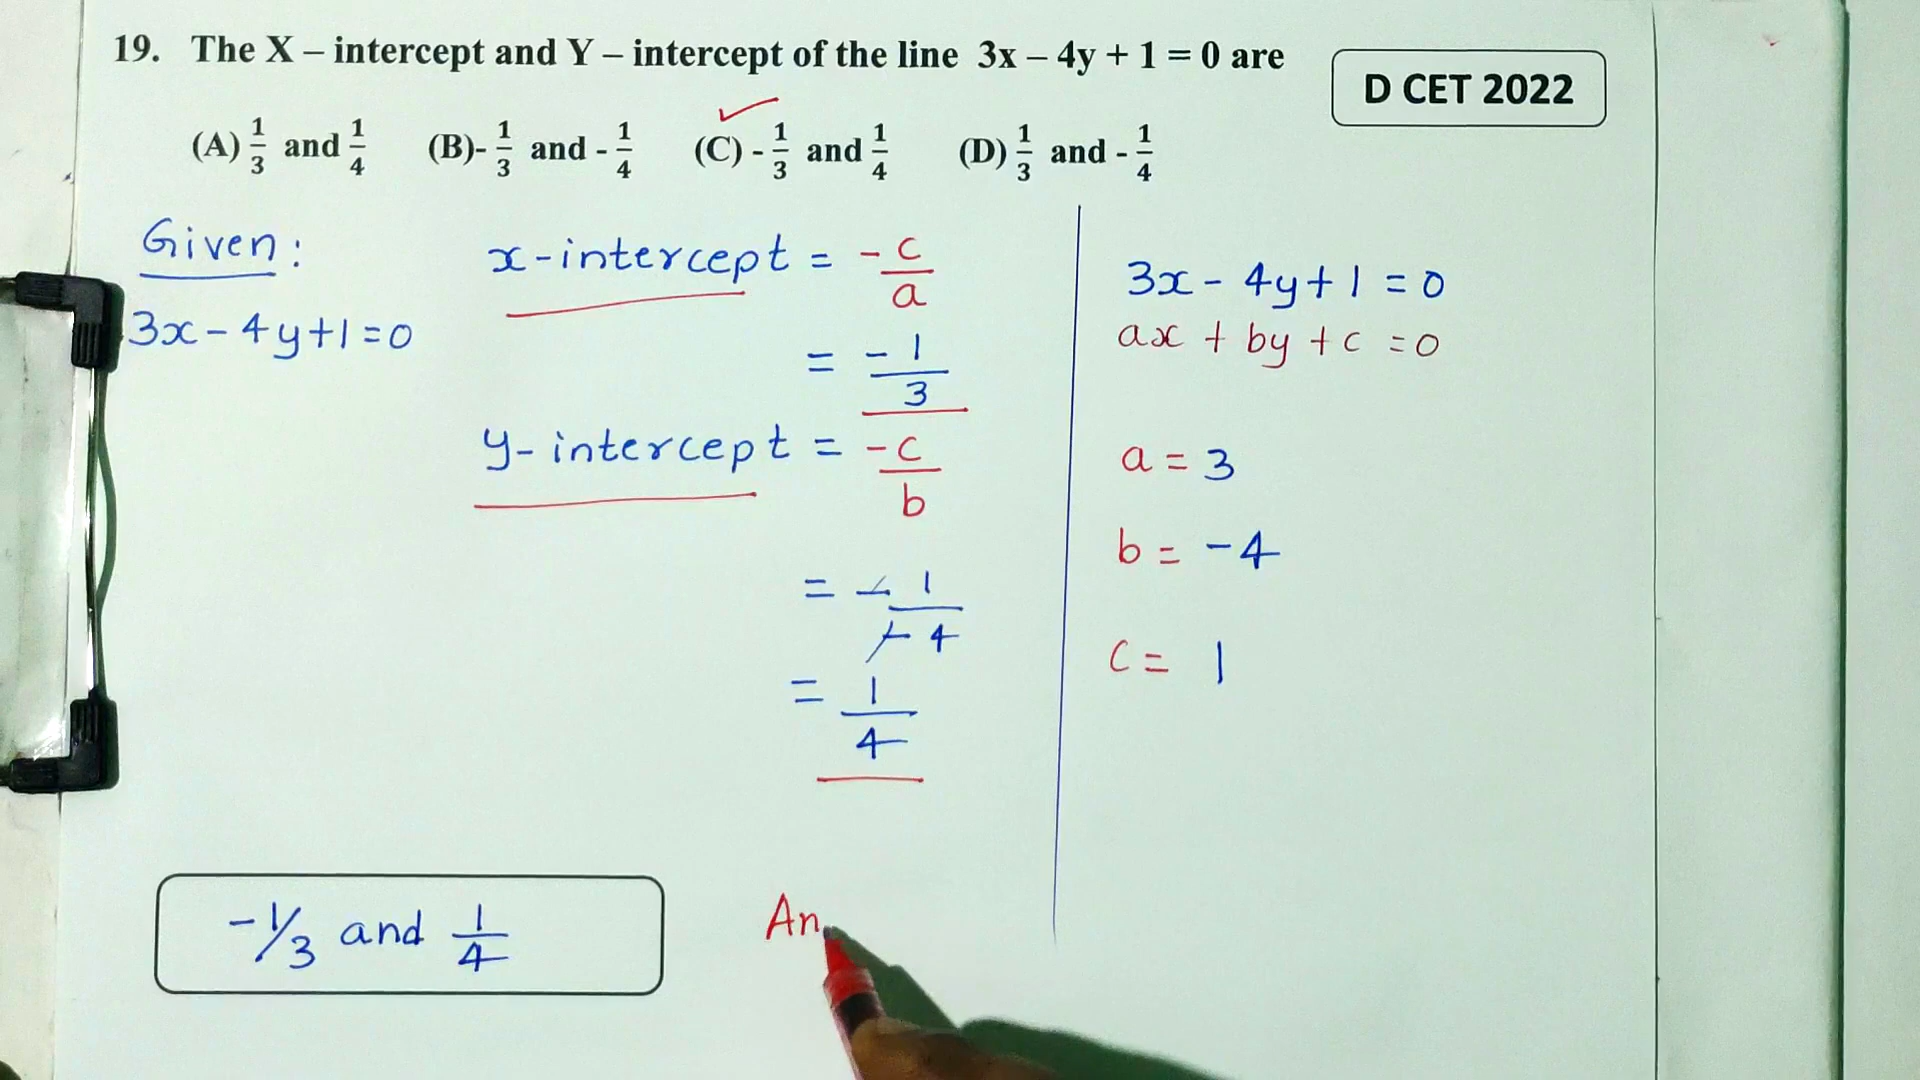 19. The X – intercept and Y – intercept of the line 3x – 4y + 1 = 0 are
D CET 2022
(A) 1/3 and 1/4 (B)- 1/3 and - 1/4 (C) - 1/3 and 1/4 (D) 1/3 and - 1/4
Given:
3x - 4y + 1 = 0
x-intercept = -c/a
= -1/3
y-intercept = -c/b
= -1/-4
= 1/4
3x - 4y + 1 = 0
ax + by + c = 0
a = 3
b = -4
c = 1
-1/3 and 1/4
An